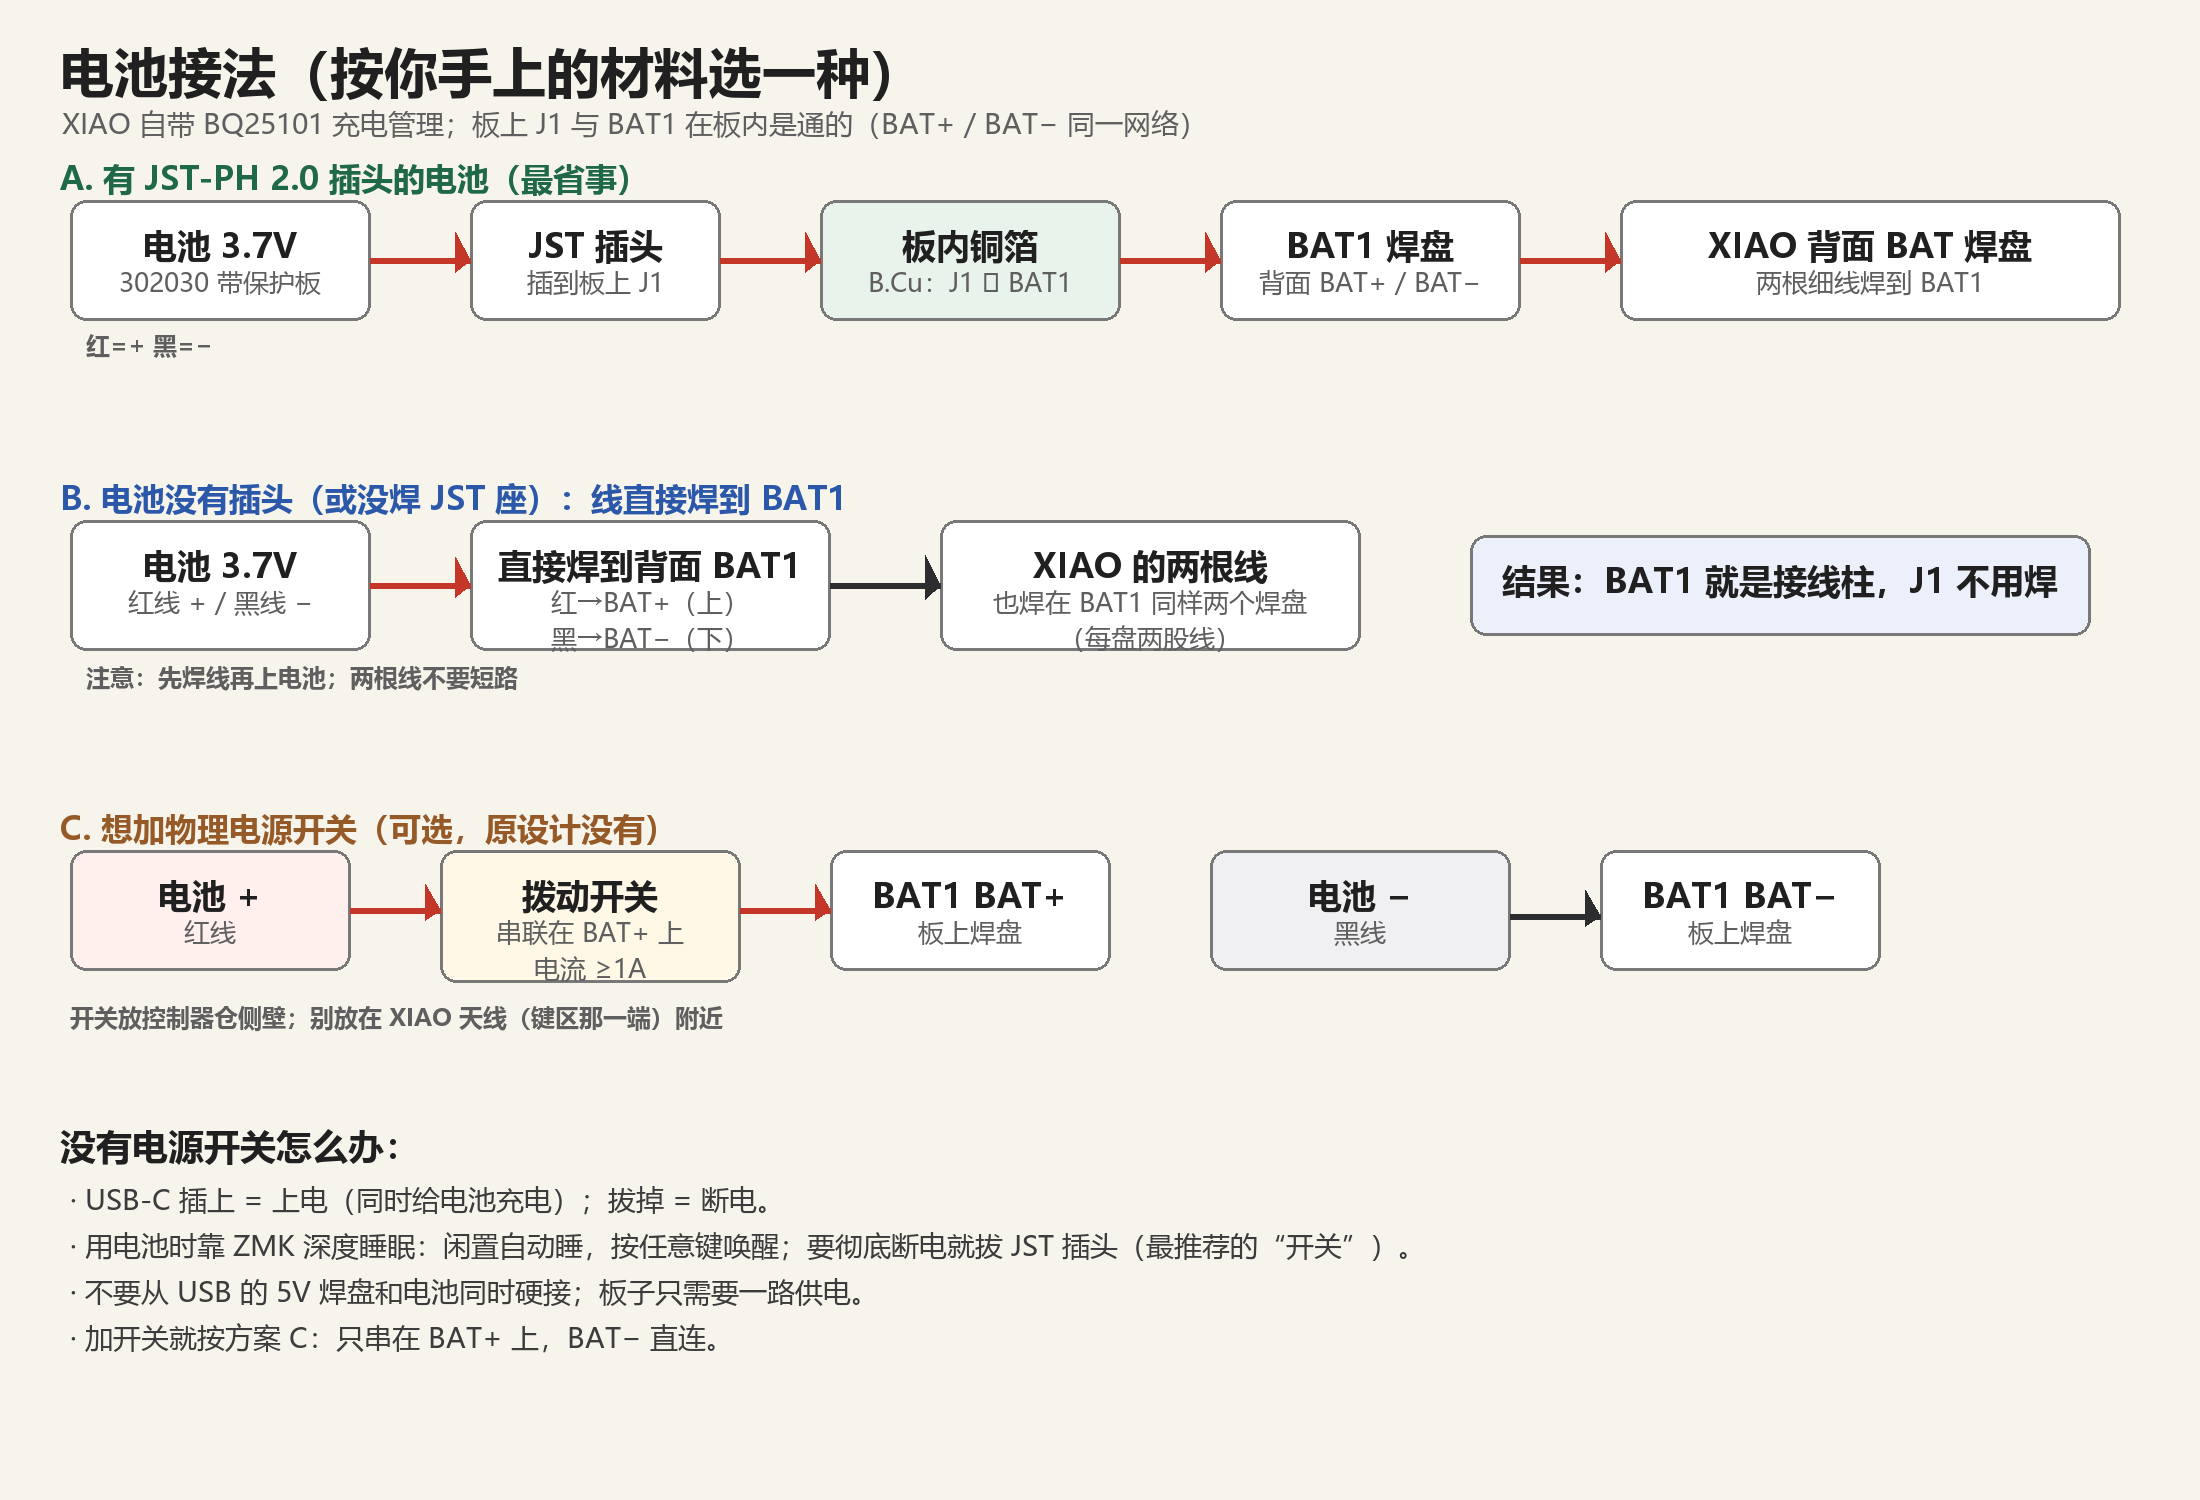 电池接法（按你手上的材料选一种）
XIAO 自带 BQ25101 充电管理；板上 J1 与 BAT1 在板内是通的（BAT+ / BAT− 同一网络）
A. 有 JST-PH 2.0 插头的电池（最省事）
电池 3.7V
302030 带保护板
JST 插头
插到板上 J1
板内铜箔
B.Cu：J1 □ BAT1
BAT1 焊盘
背面 BAT+ / BAT−
XIAO 背面 BAT 焊盘
两根细线焊到 BAT1
红=+ 黑=−
B. 电池没有插头（或没焊 JST 座）：线直接焊到 BAT1
电池 3.7V
红线 + / 黑线 −
直接焊到背面 BAT1
红→BAT+（上）
黑→BAT−（下）
XIAO 的两根线
也焊在 BAT1 同样两个焊盘
（每盘两股线）
结果：BAT1 就是接线柱，J1 不用焊
注意：先焊线再上电池；两根线不要短路
C. 想加物理电源开关（可选，原设计没有）
电池 +
红线
拨动开关
串联在 BAT+ 上
电流 ≥1A
BAT1 BAT+
板上焊盘
电池 −
黑线
BAT1 BAT−
板上焊盘
开关放控制器仓侧壁；别放在 XIAO 天线（键区那一端）附近
没有电源开关怎么办：
· USB-C 插上 = 上电（同时给电池充电）；拔掉 = 断电。
· 用电池时靠 ZMK 深度睡眠：闲置自动睡，按任意键唤醒；要彻底断电就拔 JST 插头（最推荐的“开关”）。
· 不要从 USB 的 5V 焊盘和电池同时硬接；板子只需要一路供电。
· 加开关就按方案 C：只串在 BAT+ 上，BAT− 直连。